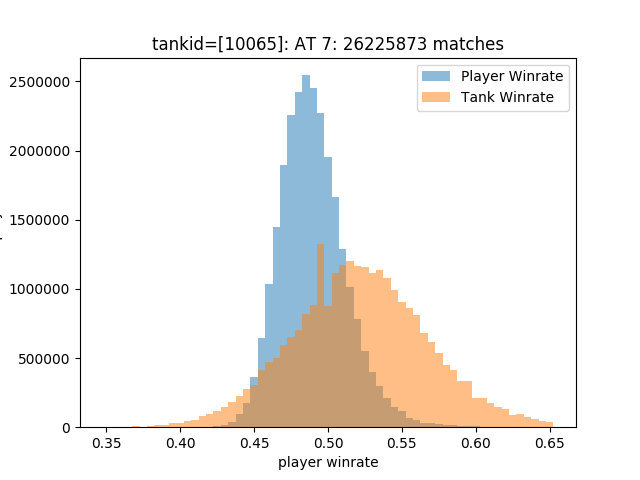 tankid=[10065]: AT 7: 26225873 matches
Player Winrate
Tank Winrate
2500000
2000000
1500000
1000000
500000
0
0.35 0.40 0.45 0.50 0.55 0.60 0.65
player winrate